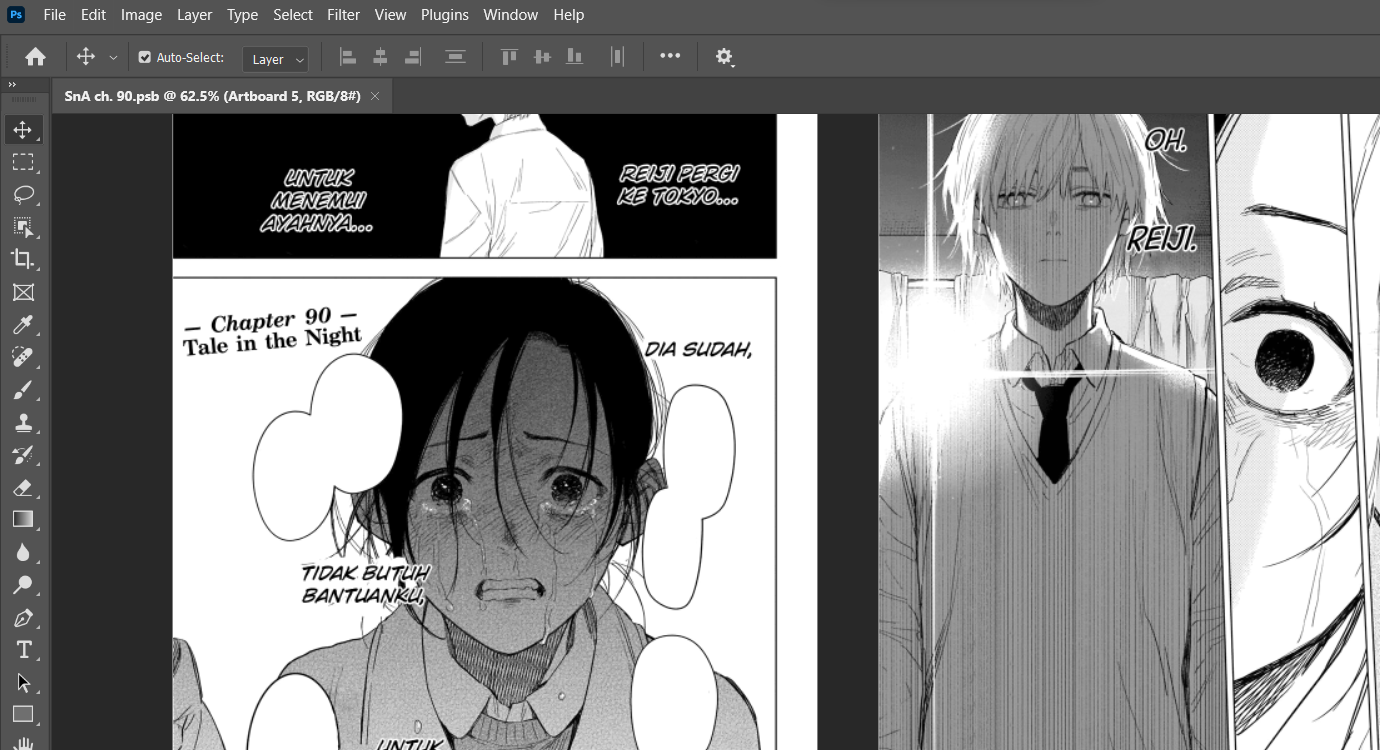 Ps
File Edit Image Layer Type Select Filter View Plugins Window Help
Auto-Select: Layer
SnA ch. 90.psb @ 62.5% (Artboard 5, RGB/8#)
REIJI PERGI
KE TOKYO...
UNTUK
MENEMUI
AYAHNYA...
— Chapter 90 —
Tale in the Night
DIA SUDAH,
TIDAK BUTUH
BANTUANKU,
UNTUK
OH.
REIJI.